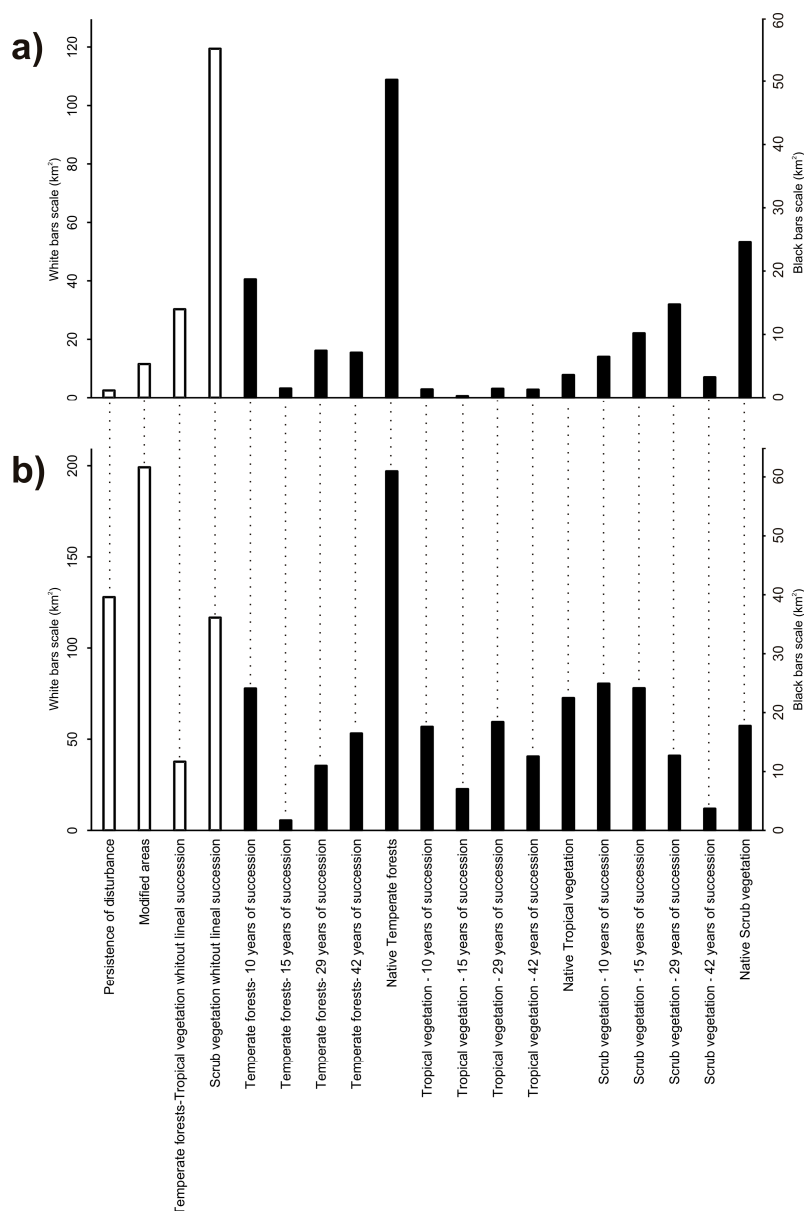 a)
120
100
80
60
40
20
0
White bars scale (km²)
60
50
40
30
20
10
0
Black bars scale (km²)
b)
200
150
100
50
0
White bars scale (km²)
60
50
40
30
20
10
0
Black bars scale (km²)
Persistence of disturbance
Modified areas
Temperate forests-Tropical vegetation whitout lineal succession
Scrub vegetation whitout lineal succession
Temperate forests- 10 years of succession
Temperate forests- 15 years of succession
Temperate forests- 29 years of succession
Temperate forests- 42 years of succession
Native Temperate forests
Tropical vegetation - 10 years of succession
Tropical vegetation - 15 years of succession
Tropical vegetation - 29 years of succession
Tropical vegetation - 42 years of succession
Native Tropical vegetation
Scrub vegetation - 10 years of succession
Scrub vegetation - 15 years of succession
Scrub vegetation - 29 years of succession
Scrub vegetation - 42 years of succession
Native Scrub vegetation